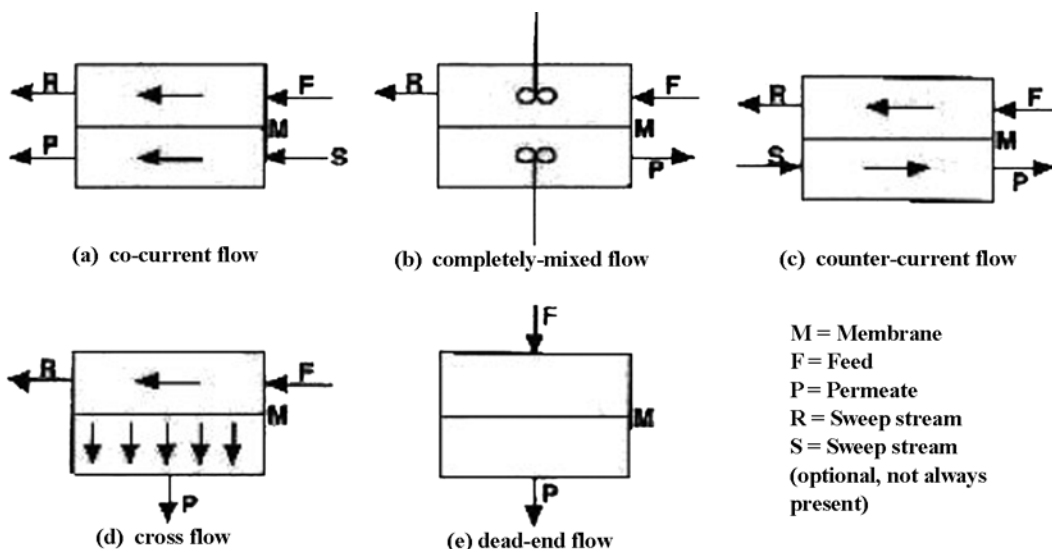 R F
M
P S
(a) co-current flow
R F
M
P
(b) completely-mixed flow
R F
M
S P
(c) counter-current flow
R F
M
P
(d) cross flow
F
M
P
(e) dead-end flow
M = Membrane
F = Feed
P = Permeate
R = Sweep stream
S = Sweep stream
(optional, not always
present)